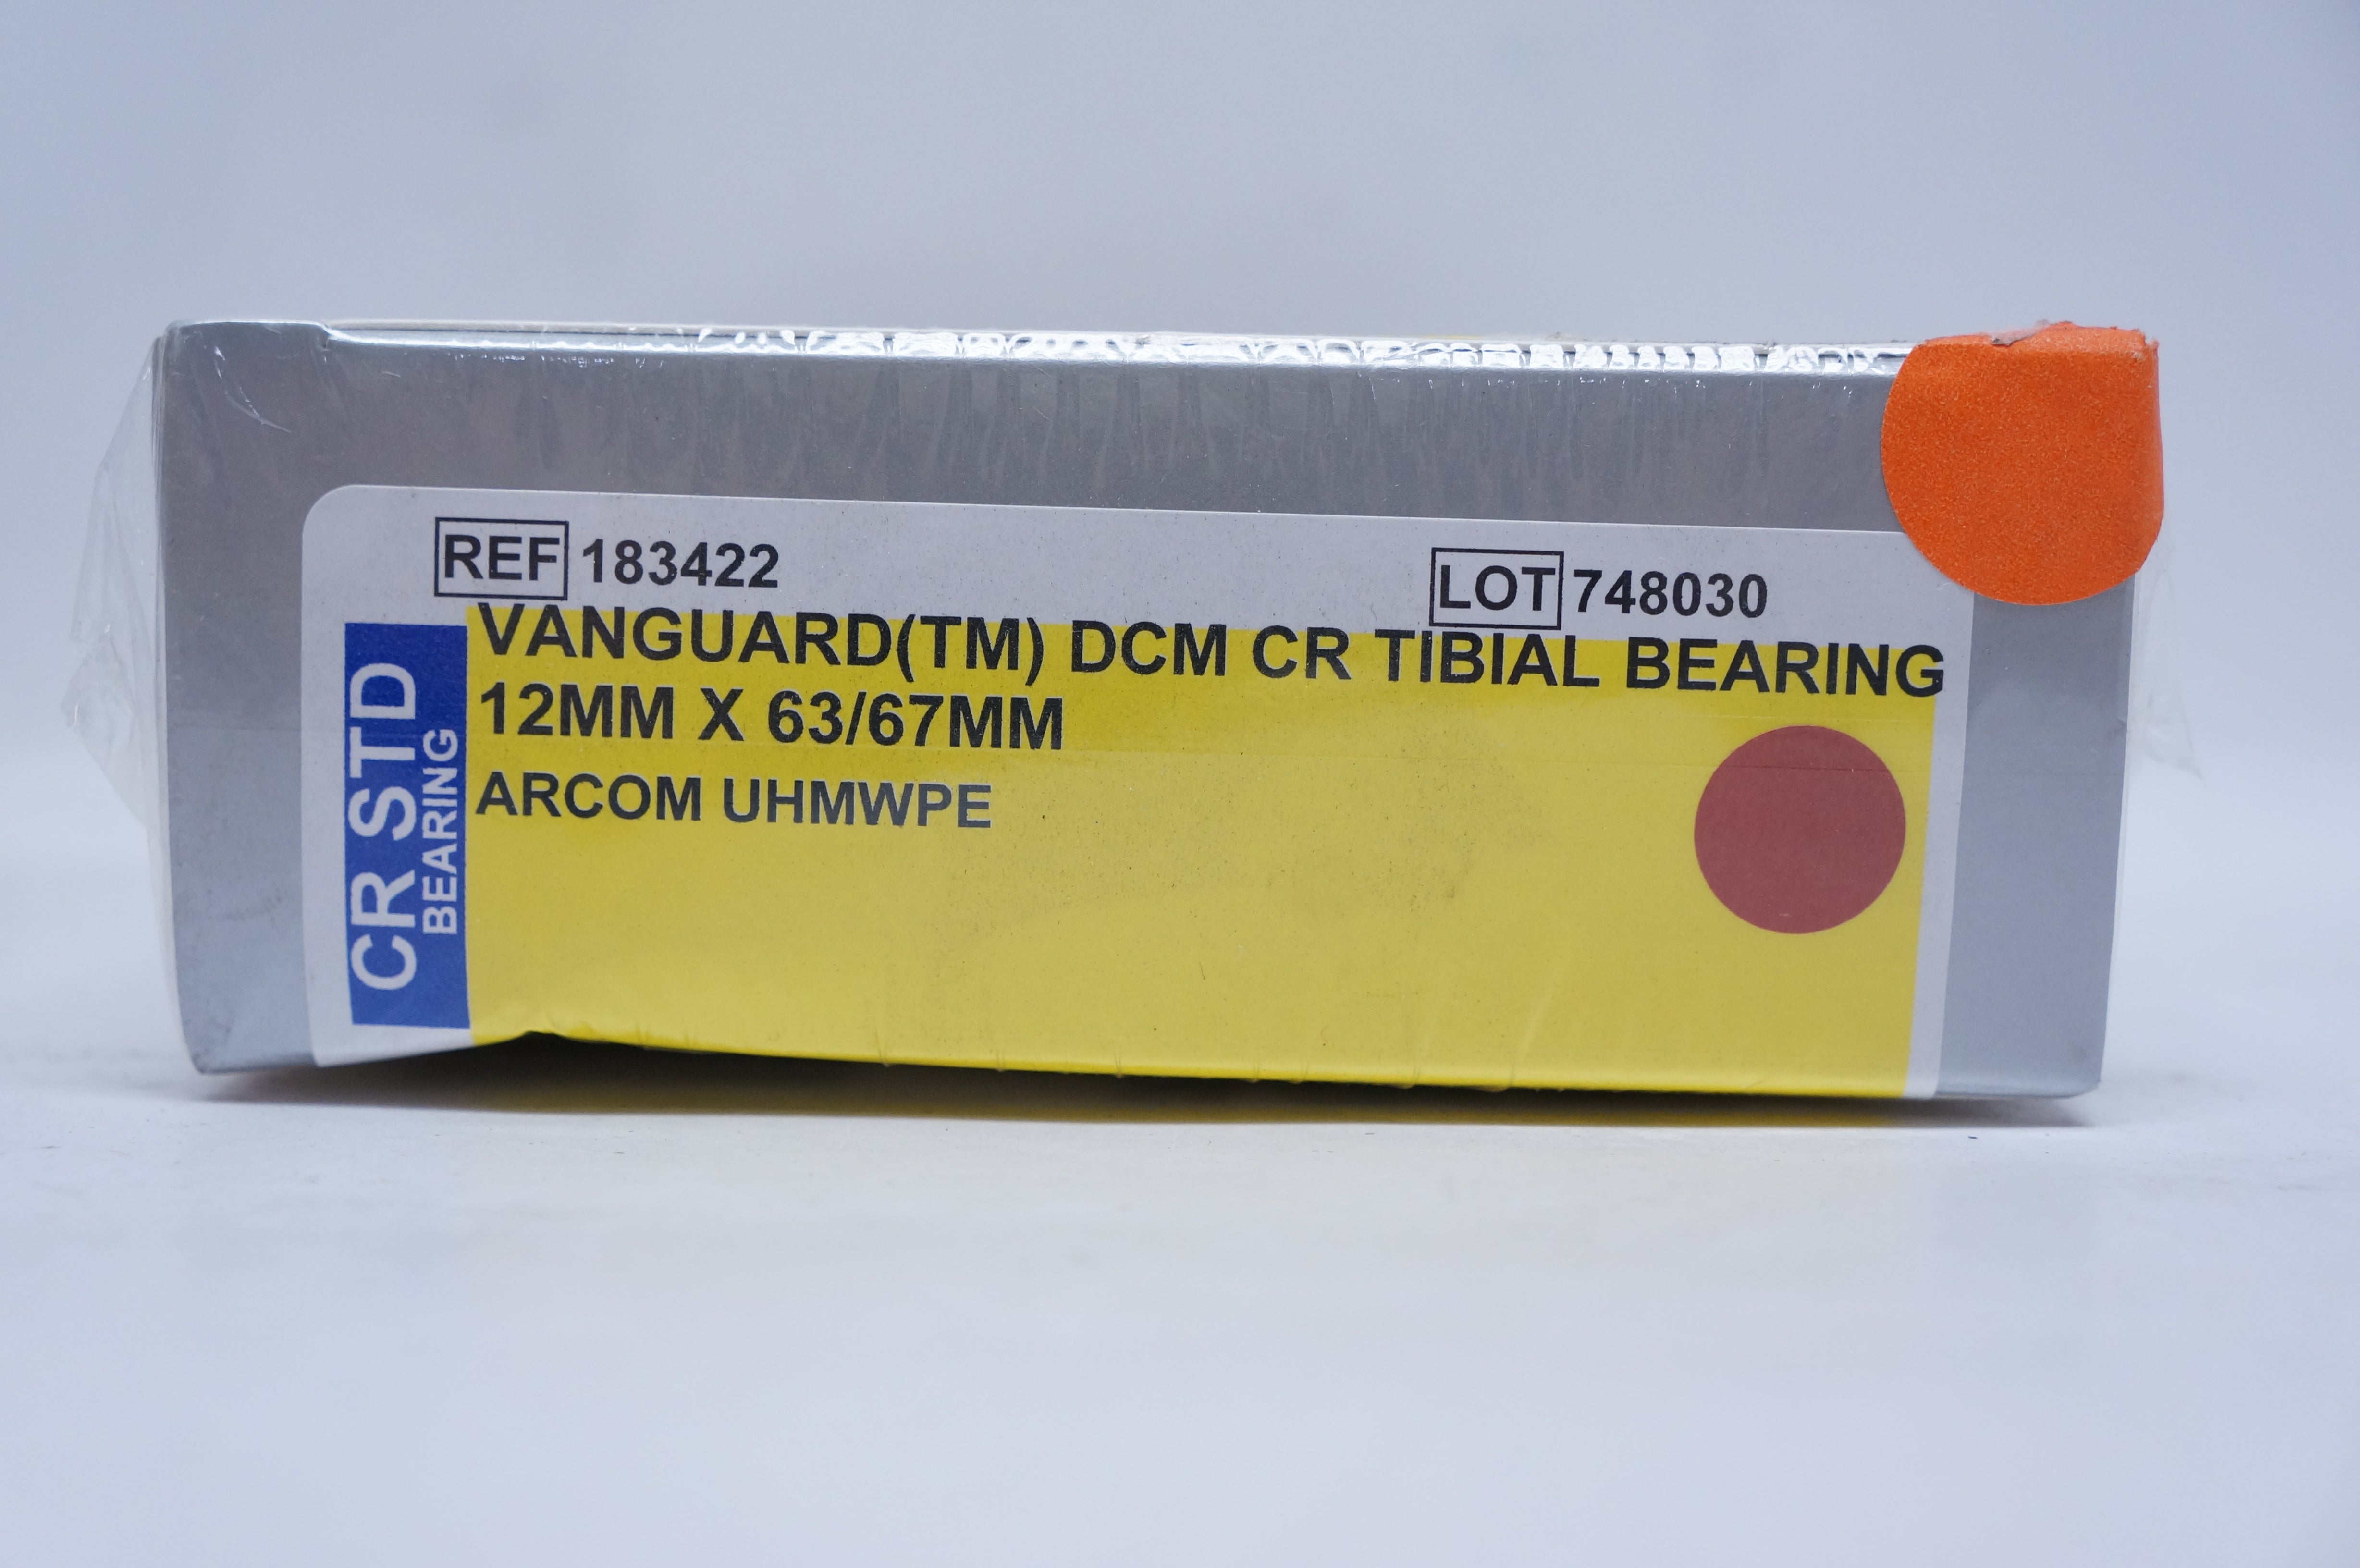 REF 183422
LOT 748030
VANGUARD(TM) DCM CR TIBIAL BEARING
12MM X 63/67MM
ARCOM UHMWPE
CR STD
BEARING